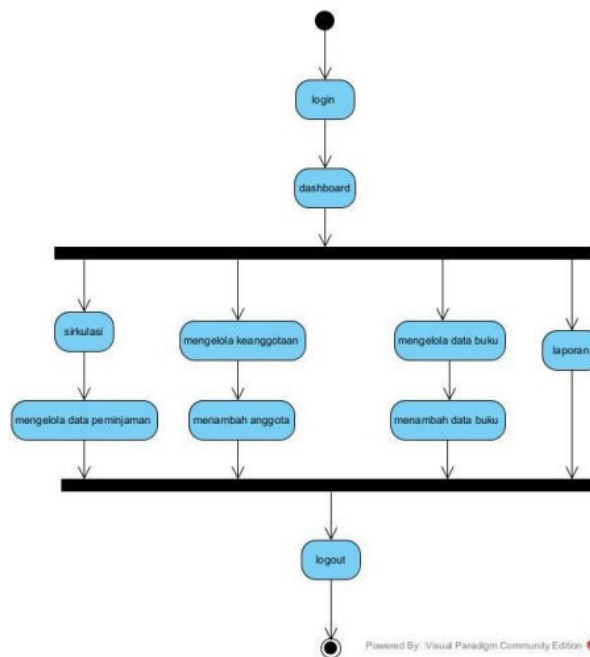 login
dashboard
sirkulasi
mengelola keanggotaan
mengelola data buku
laporan
mengelola data peminjaman
menambah anggota
menambah data buku
logout
Powered By: Visual Paradigm Community Edition